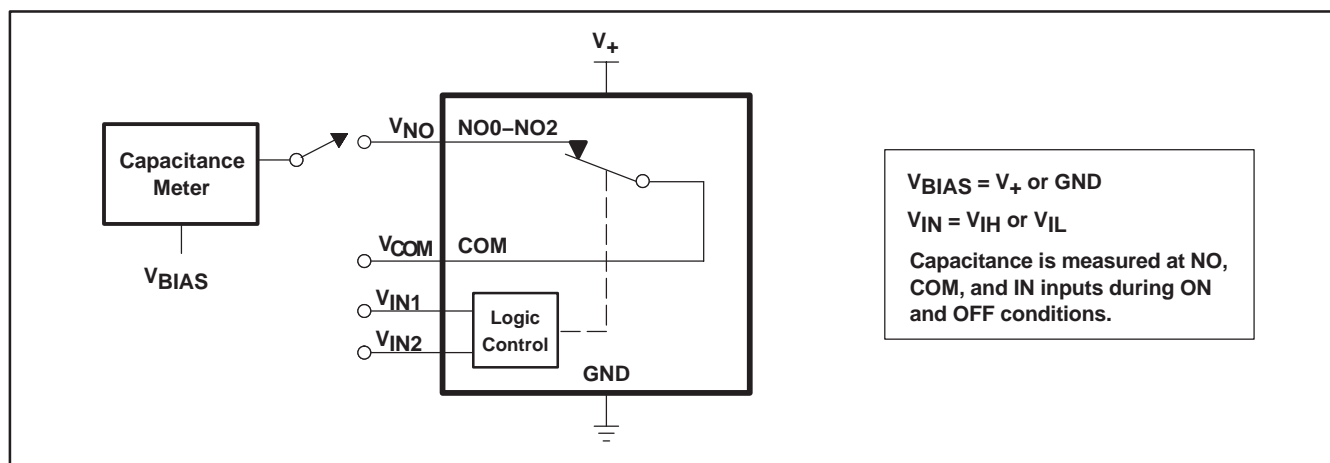 V+
VNO
NO0–NO2
Capacitance
Meter
VBIAS
VCOM
COM
VIN1
VIN2
Logic
Control
GND
VBIAS = V+ or GND
VIN = VIH or VIL
Capacitance is measured at NO,
COM, and IN inputs during ON
and OFF conditions.